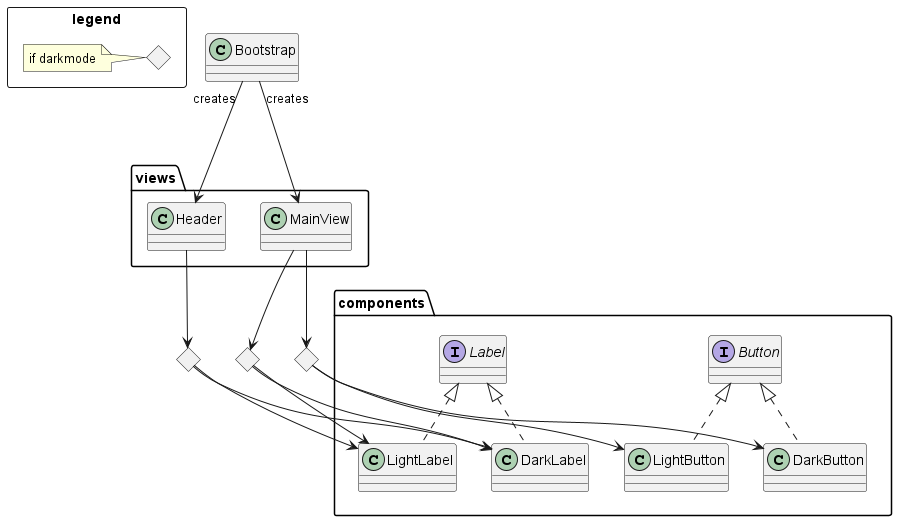 legend
if darkmode
C Bootstrap
creates
creates
views
C Header
C MainView
components
I Label
I Button
C LightLabel
C DarkLabel
C LightButton
C DarkButton